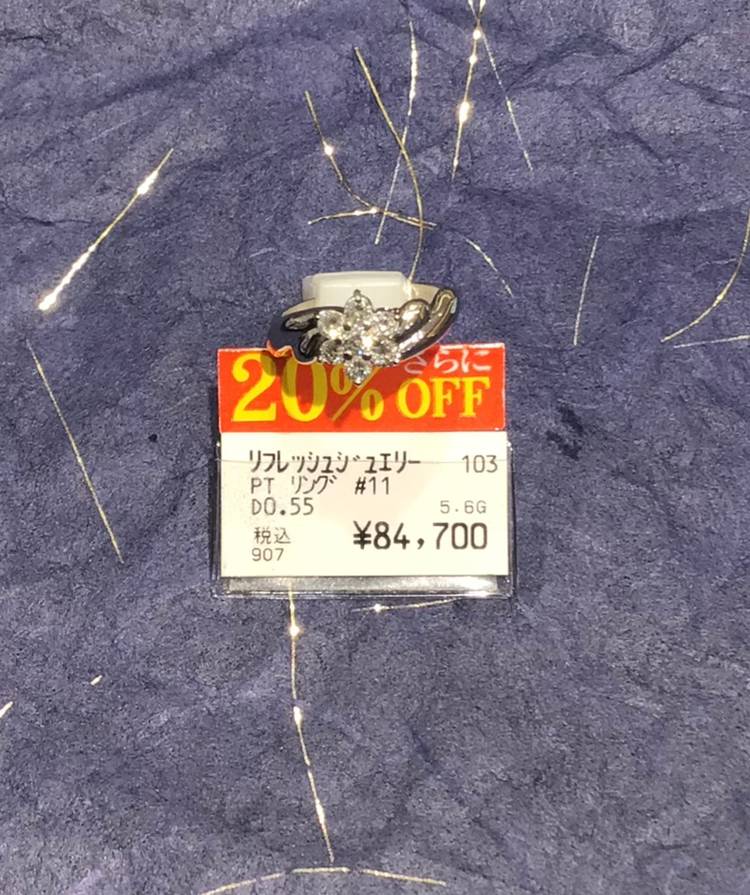 さらに
20% OFF
リフレッシュジュエリー 103
PT リング #11
D0.55 5.6G
税込 ¥84,700
907